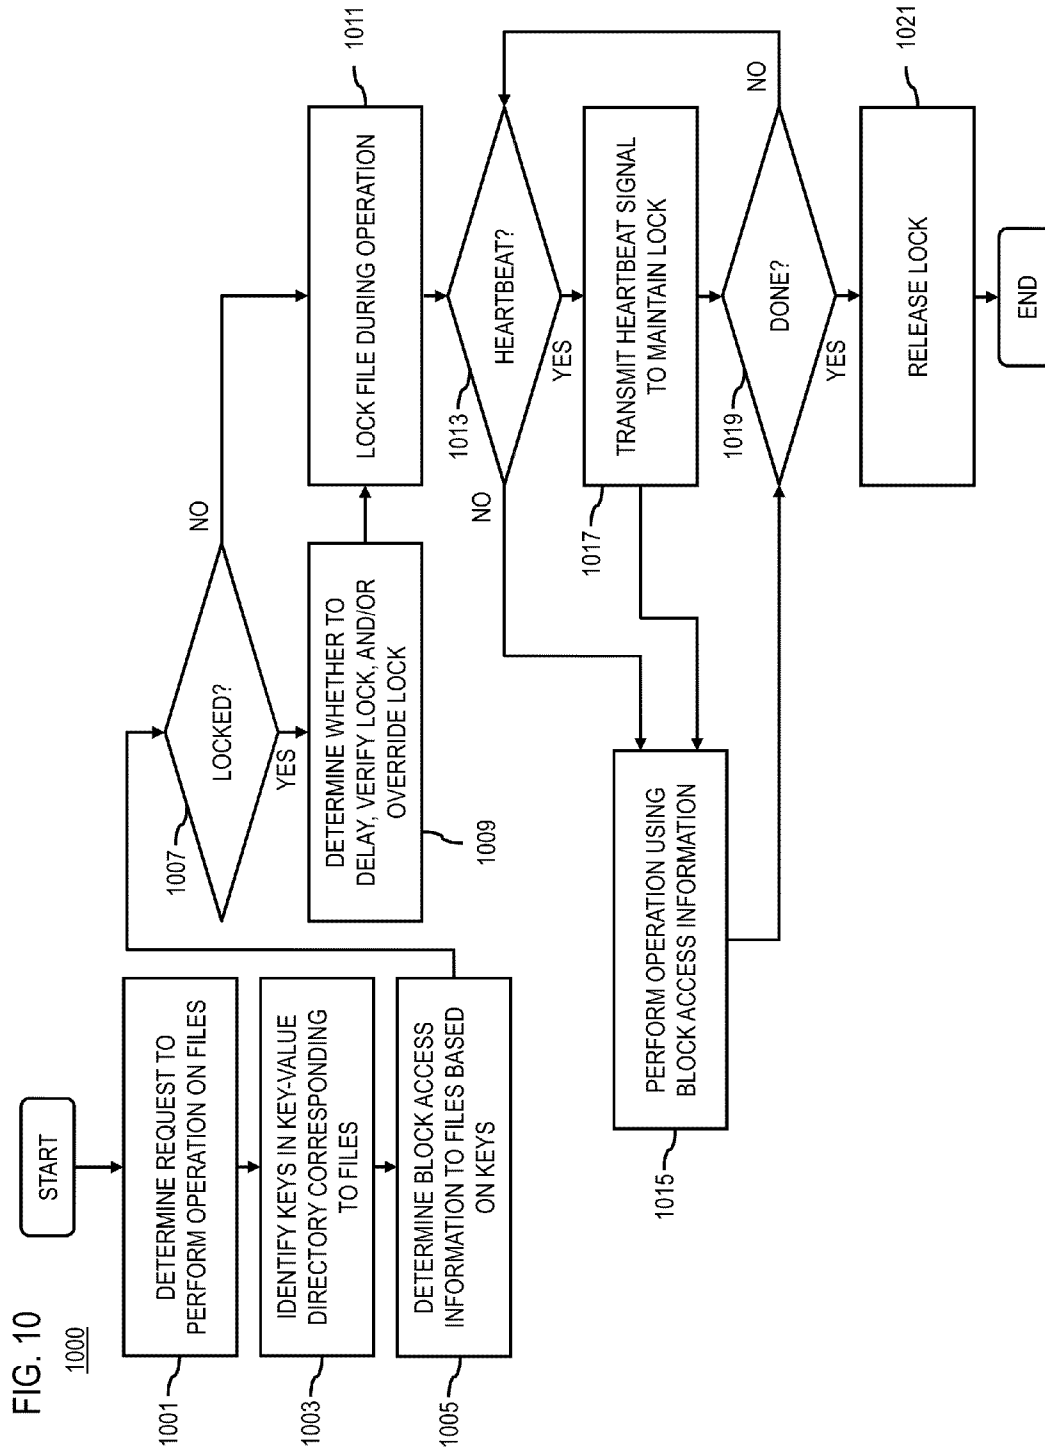 FIG. 10
1000
START
1001
DETERMINE REQUEST TO
PERFORM OPERATION ON FILES
1003
IDENTIFY KEYS IN KEY-VALUE
DIRECTORY CORRESPONDING
TO FILES
1005
DETERMINE BLOCK ACCESS
INFORMATION TO FILES BASED
ON KEYS
1007
LOCKED?
NO
YES
DETERMINE WHETHER TO
DELAY, VERIFY LOCK, AND/OR
OVERRIDE LOCK
1009
1011
LOCK FILE DURING OPERATION
1013
HEARTBEAT?
NO
YES
1017
TRANSMIT HEARTBEAT SIGNAL
TO MAINTAIN LOCK
1015
PERFORM OPERATION USING
BLOCK ACCESS INFORMATION
1019
DONE?
NO
YES
1021
RELEASE LOCK
END